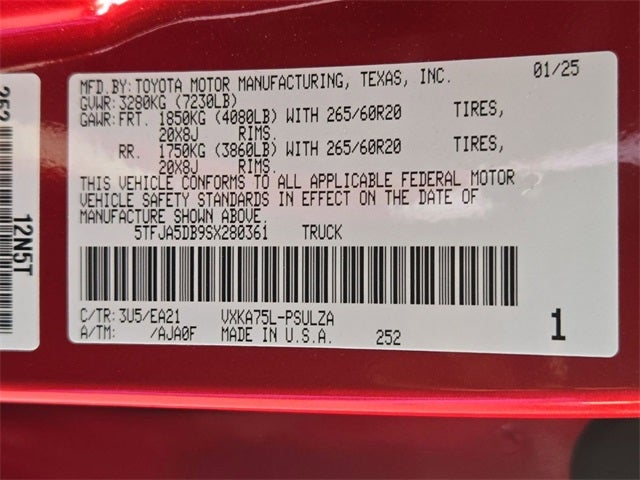 MFD.BY: TOYOTA MOTOR MANUFACTURING, TEXAS, INC. 01/25
GVWR: 3280KG (7230LB)
GAWR: FRT. 1850KG (4080LB) WITH 265/60R20 TIRES,
20X8J RIMS.
RR. 1750KG (3860LB) WITH 265/60R20 TIRES,
20X8J RIMS.
THIS VEHICLE CONFORMS TO ALL APPLICABLE FEDERAL MOTOR
VEHICLE SAFETY STANDARDS IN EFFECT ON THE DATE OF
MANUFACTURE SHOWN ABOVE.
5TFJA5DB9SX280361 TRUCK
C/TR: 3U5/EA21 VXKA75L-PSULZA
A/TM: /AJA0F MADE IN U.S.A. 252 1
252
12N5T